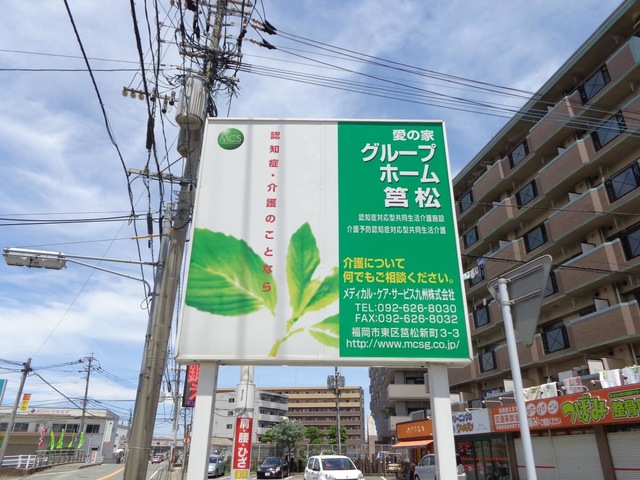 MCS
認知症・介護のことなら
愛の家
グループ
ホーム
筥松
認知症対応型共同生活介護施設
介護予防認知症対応型共同生活介護
介護について
何でもご相談ください。
メディカル・ケア・サービス九州株式会社
TEL:092-626-8030
FAX:092-626-8032
福岡市東区筥松新町3-3
http://www.mcsg.co.jp/
肩腰ひざ
つぼみ